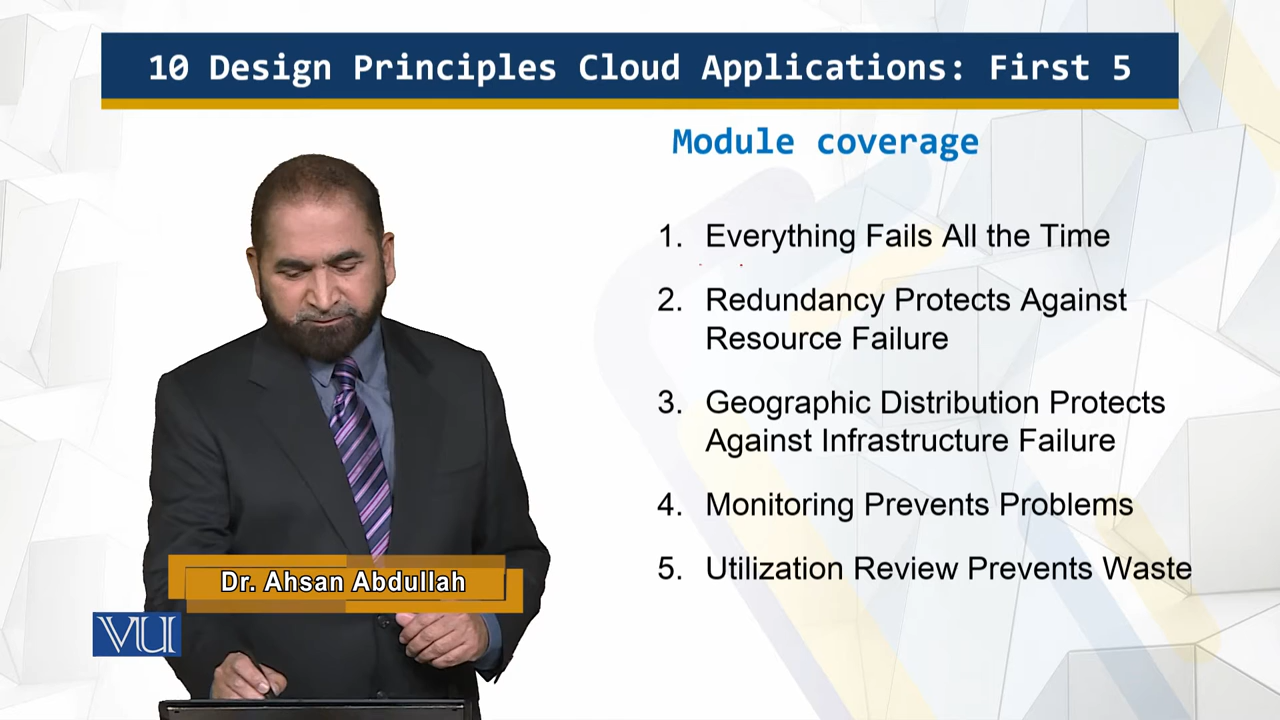 10 Design Principles Cloud Applications: First 5
Module coverage
1. Everything Fails All the Time
2. Redundancy Protects Against
Resource Failure
3. Geographic Distribution Protects
Against Infrastructure Failure
4. Monitoring Prevents Problems
5. Utilization Review Prevents Waste
Dr. Ahsan Abdullah
VU